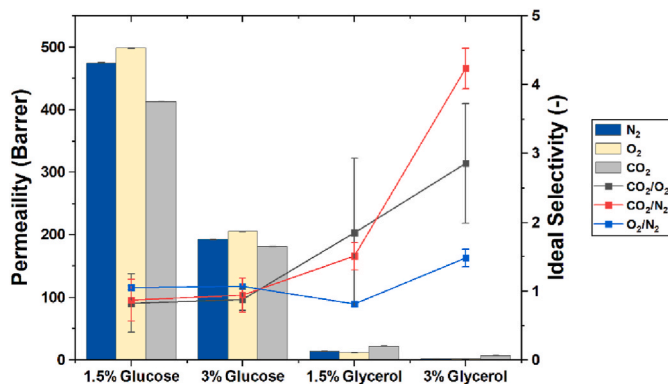 Permeaility (Barrer)
500
400
300
200
100
0
5
4
3
2
1
0
Ideal Selectivity (-)
1.5% Glucose 3% Glucose 1.5% Glycerol 3% Glycerol
N₂
O₂
CO₂
CO₂/O₂
CO₂/N₂
O₂/N₂